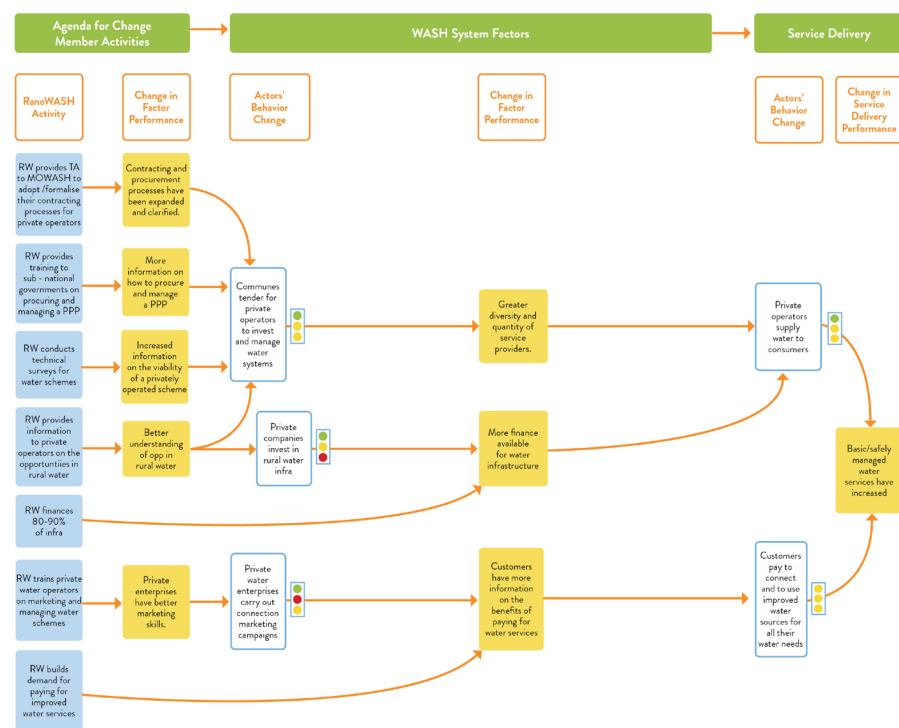 Agenda for Change
Member Activities
WASH System Factors
Service Delivery
RanoWASH
Activity
Change in
Factor
Performance
Actors'
Behavior
Change
Change in
Factor
Performance
Actors'
Behavior
Change
Change in
Service
Delivery
Performance
RW provides TA
to MOWASH to
adopt /formalise
their contracting
processes for
private operators
Contracting and
procurement
processes have
been expanded
and clarified.
RW provides
training to
sub - national
governments on
procuring and
managing a PPP
More
information on
how to procure
and manage
a PPP
Communes
tender for
private
operators
to invest
and manage
water
systems
Greater
diversity and
quantity of
service
providers.
Private
operators
supply
water to
consumers
RW conducts
technical
surveys for
water schemes
Increased
information
on the viability
of a privately
operated scheme
RW provides
information
to private
operators on the
opportuntiies in
rural water
Better
understanding
of opp in
rural water
Private
companies
invest in
rural water
infra
More finance
available
for water
infrastructure
Basic/safely
managed
water
services have
increased
RW finances
80-90%
of infra
RW trains private
water operators
on marketing and
managing water
schemes
Private
enterprises
have better
marketing
skills.
Private
water
enterprises
carry out
connection
marketing
campaigns
Customers
have more
information
on the
benefits of
paying for
water services
Customers
pay to
connect
and to use
improved
water
sources for
all their
water needs
RW builds
demand for
paying for
improved
water services